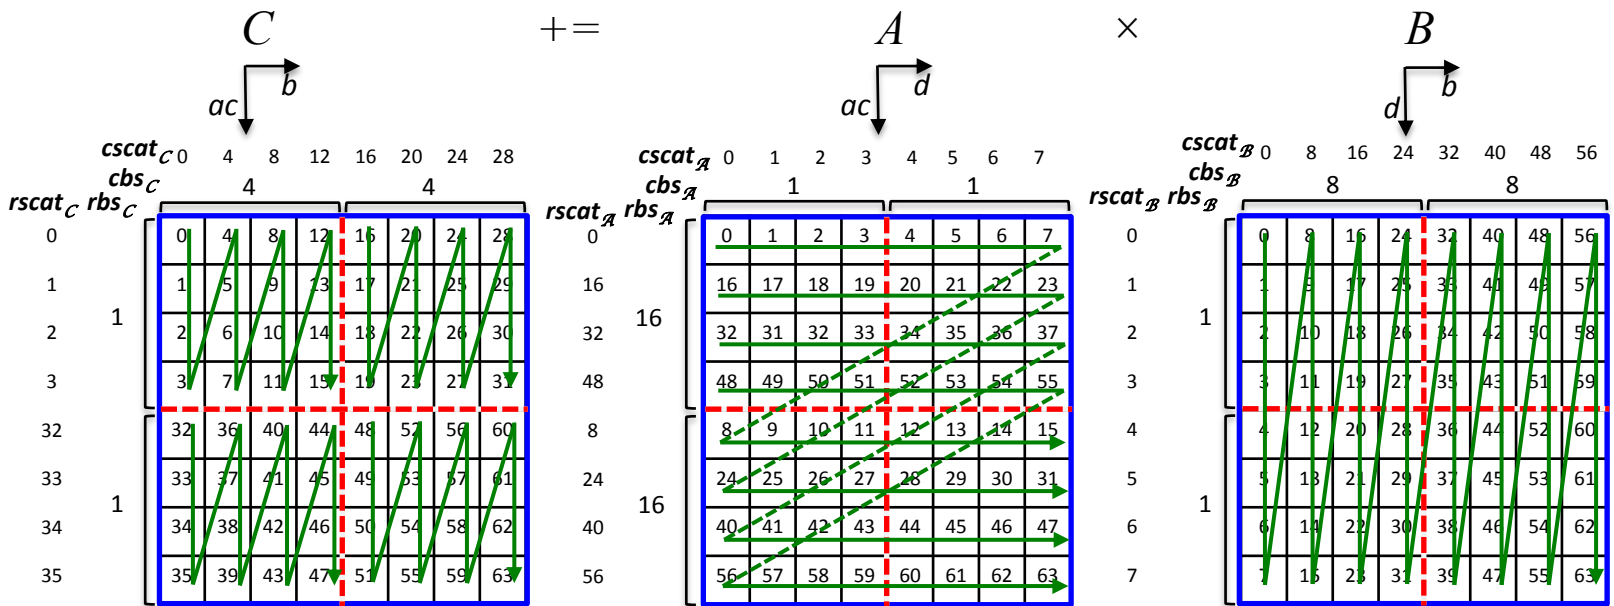 C += A × B
b d b
ac ac d
cscat_C 0 4 8 12 16 20 24 28 cscat_A 0 1 2 3 4 5 6 7 cscat_B 0 8 16 24 32 40 48 56
cbs_C 4 4 cbs_A 1 1 cbs_B 8 8
rscat_C rbs_C rscat_A rbs_A rscat_B rbs_B
0 0 4 8 12 16 20 24 28 0 0 1 2 3 4 5 6 7 0 0 8 16 24 32 40 48 56
1 1 5 9 13 17 21 25 29 16 16 17 18 19 20 21 22 23 1 1 9 17 25 33 41 49 57
1 16 1
2 2 6 10 14 18 22 26 30 32 32 31 32 33 34 35 36 37 2 2 10 18 26 34 42 50 58
3 3 7 11 15 19 23 27 31 48 48 49 50 51 52 53 54 55 3 3 11 19 27 35 43 51 59
32 32 36 40 44 48 52 56 60 8 8 9 10 11 12 13 14 15 4 4 12 20 28 36 44 52 60
33 33 37 41 45 49 53 57 61 24 24 25 26 27 28 29 30 31 5 5 13 21 29 37 45 53 61
1 16 1
34 34 38 42 46 50 54 58 62 40 40 41 42 43 44 45 46 47 6 6 14 22 30 38 46 54 62
35 35 39 43 47 51 55 59 63 56 56 57 58 59 60 61 62 63 7 7 15 23 31 39 47 55 63